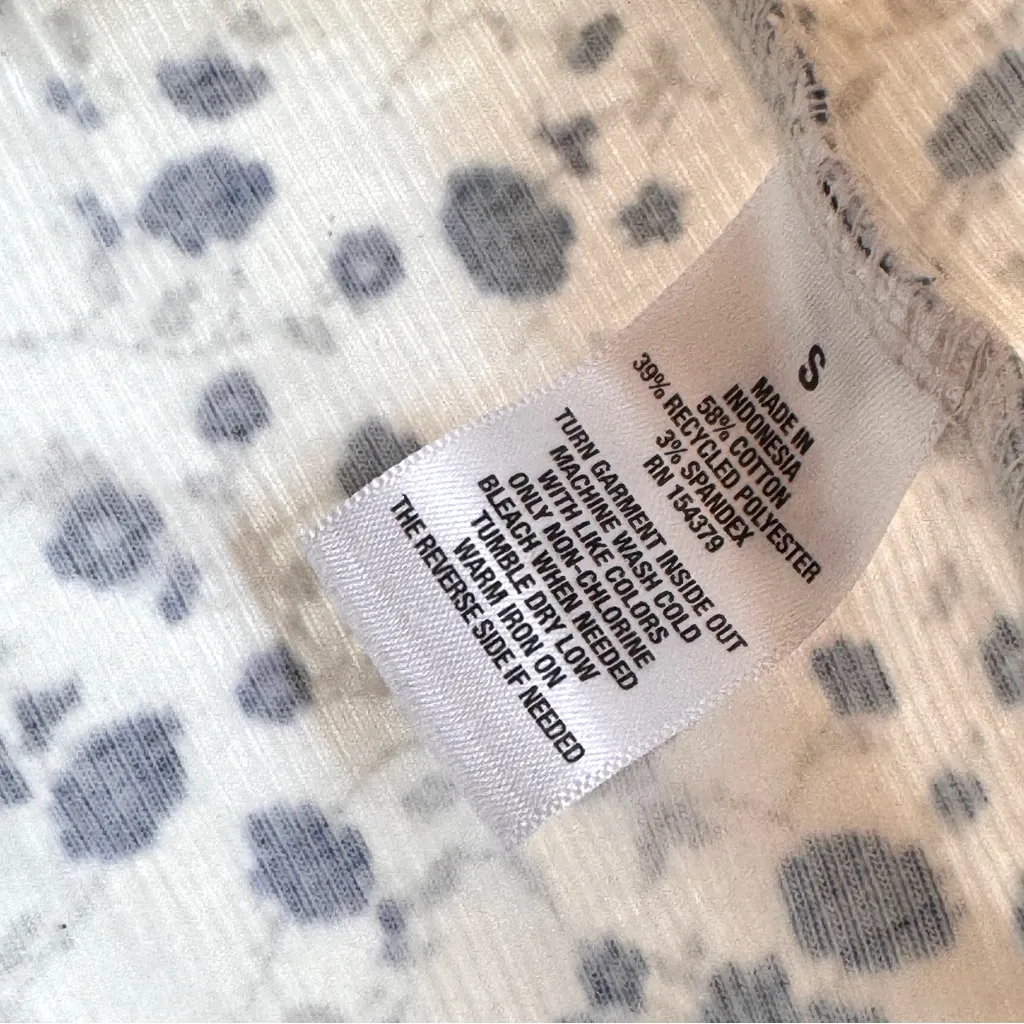 S
MADE IN
INDONESIA
58% COTTON
39% RECYCLED POLYESTER
3% SPANDEX
RN 154379
TURN GARMENT INSIDE OUT
MACHINE WASH COLD
WITH LIKE COLORS
ONLY NON-CHLORINE
BLEACH WHEN NEEDED
TUMBLE DRY LOW
WARM IRON ON
THE REVERSE SIDE IF NEEDED